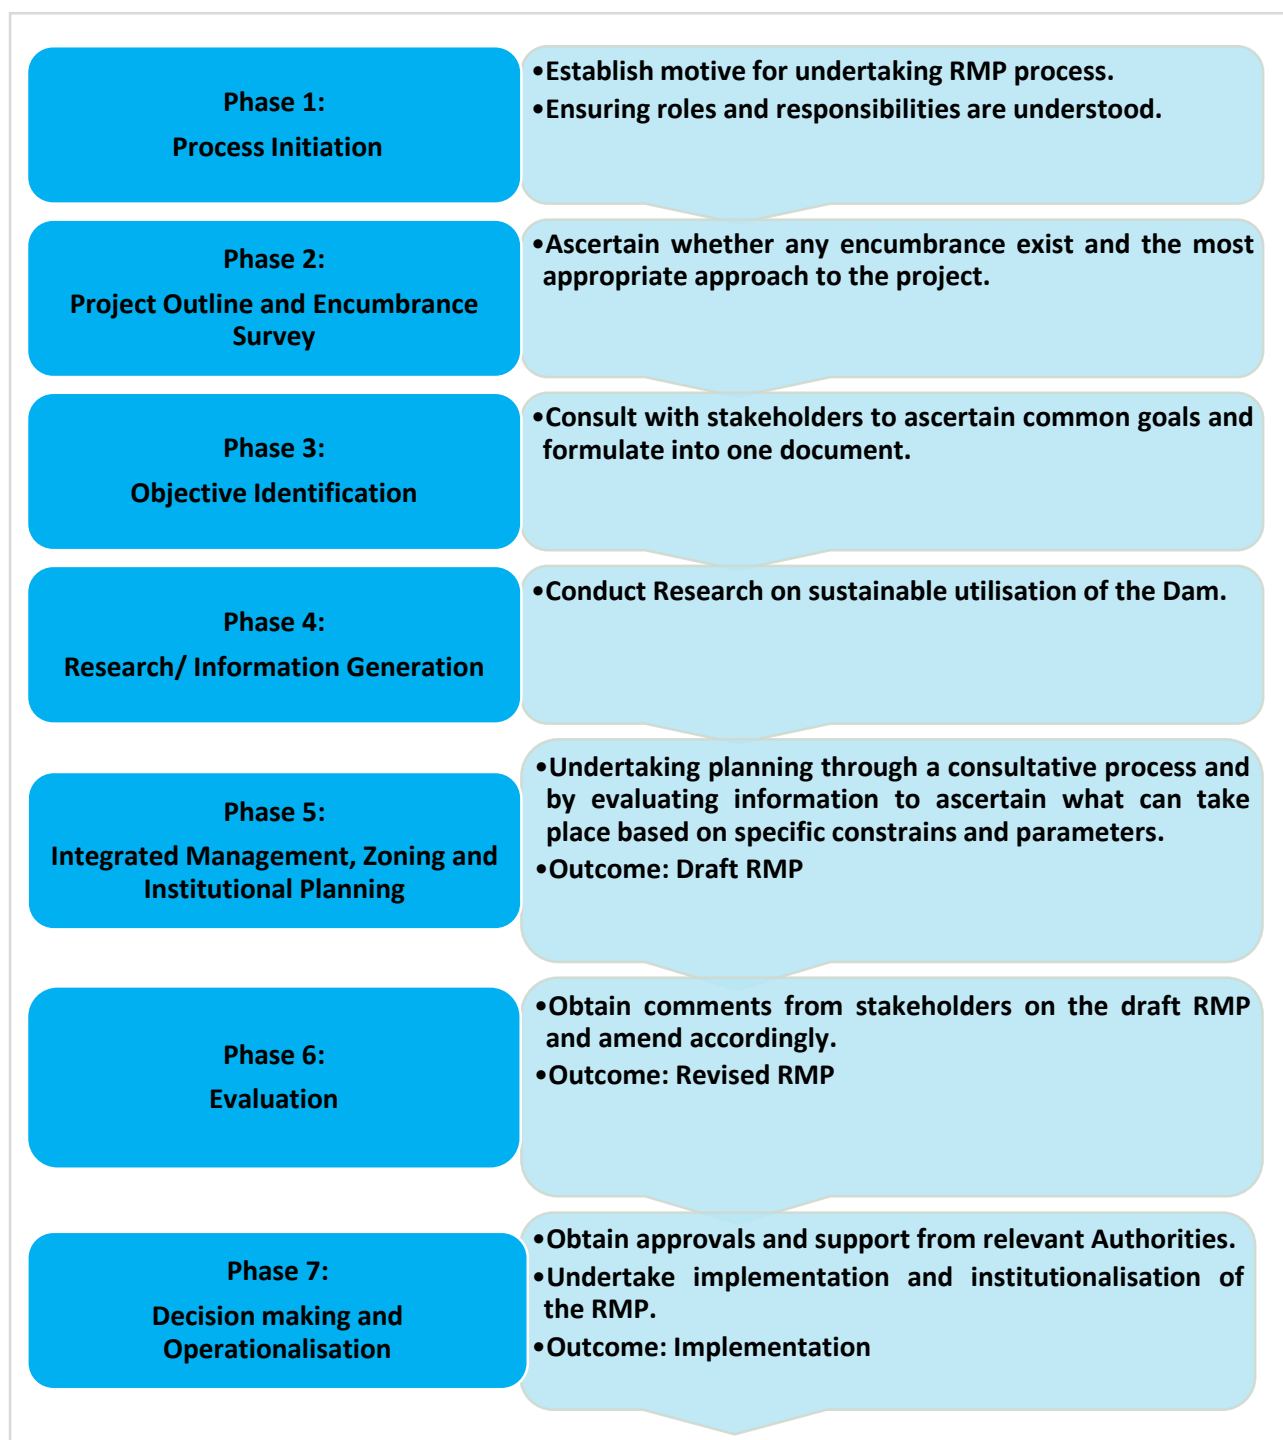 Phase 1:
Process Initiation
•Establish motive for undertaking RMP process.
•Ensuring roles and responsibilities are understood.
Phase 2:
Project Outline and Encumbrance
Survey
•Ascertain whether any encumbrance exist and the most
appropriate approach to the project.
Phase 3:
Objective Identification
•Consult with stakeholders to ascertain common goals and
formulate into one document.
Phase 4:
Research/ Information Generation
•Conduct Research on sustainable utilisation of the Dam.
Phase 5:
Integrated Management, Zoning and
Institutional Planning
•Undertaking planning through a consultative process and
by evaluating information to ascertain what can take
place based on specific constrains and parameters.
•Outcome: Draft RMP
Phase 6:
Evaluation
•Obtain comments from stakeholders on the draft RMP
and amend accordingly.
•Outcome: Revised RMP
Phase 7:
Decision making and
Operationalisation
•Obtain approvals and support from relevant Authorities.
•Undertake implementation and institutionalisation of
the RMP.
•Outcome: Implementation